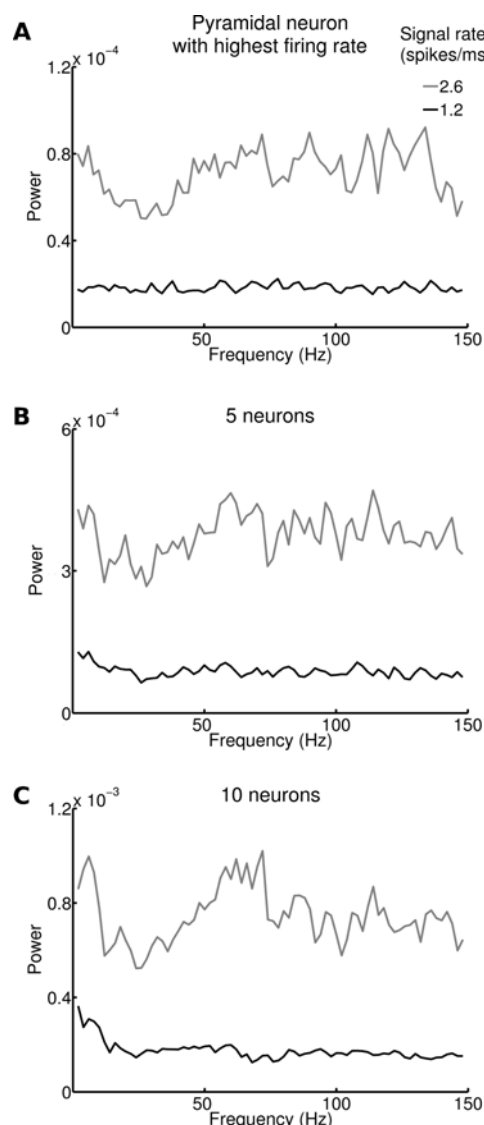 A
Pyramidal neuron
with highest firing rate
Signal rate
(spikes/ms
2.6
1.2
x 10⁻⁴
1.2
0.8
0.4
0
Power
50
100
150
Frequency (Hz)
B
5 neurons
x 10⁻⁴
6
3
0
Power
50
100
150
Frequency (Hz)
C
10 neurons
x 10⁻³
1.2
0.8
0.4
0
Power
50
100
150
Frequency (Hz)